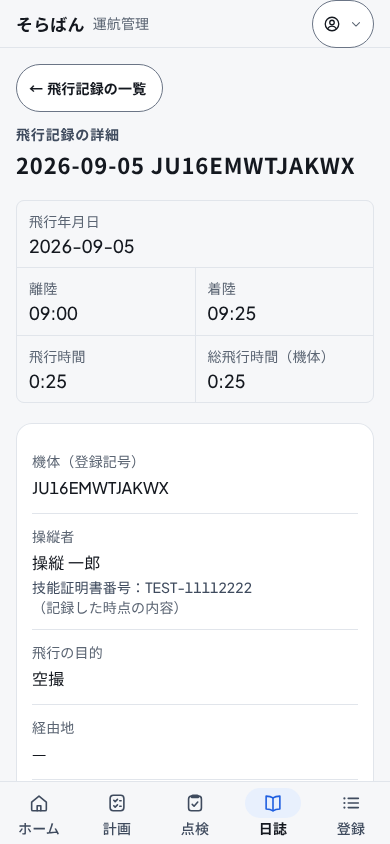 そらばん 運航管理
← 飛行記録の一覧
飛行記録の詳細
2026-09-05 JU16EMWTJAKWX
飛行年月日
2026-09-05
離陸
09:00
着陸
09:25
飛行時間
0:25
総飛行時間（機体）
0:25
機体（登録記号）
JU16EMWTJAKWX
操縦者
操縦 一郎
技能証明書番号：TEST-11112222
（記録した時点の内容）
飛行の目的
空撮
経由地
—
ホーム
計画
点検
日誌
登録